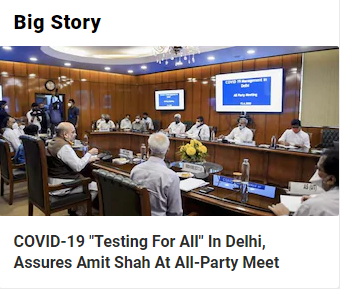 Big Story
COVID-19 Management in
Delhi
All Party Meeting
COVID-19 "Testing For All" In Delhi,
Assures Amit Shah At All-Party Meet